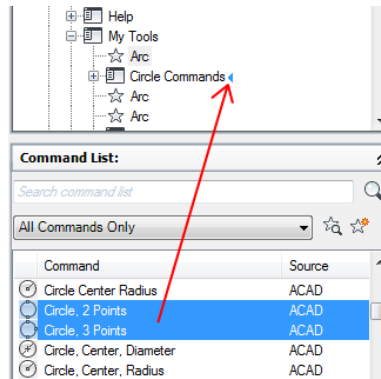 Help
My Tools
Arc
Circle Commands
Arc
Arc
Command List:
Search command list
All Commands Only
Command Source
Circle Center Radius ACAD
Circle, 2 Points ACAD
Circle, 3 Points ACAD
Circle, Center, Diameter ACAD
Circle, Center, Radius ACAD